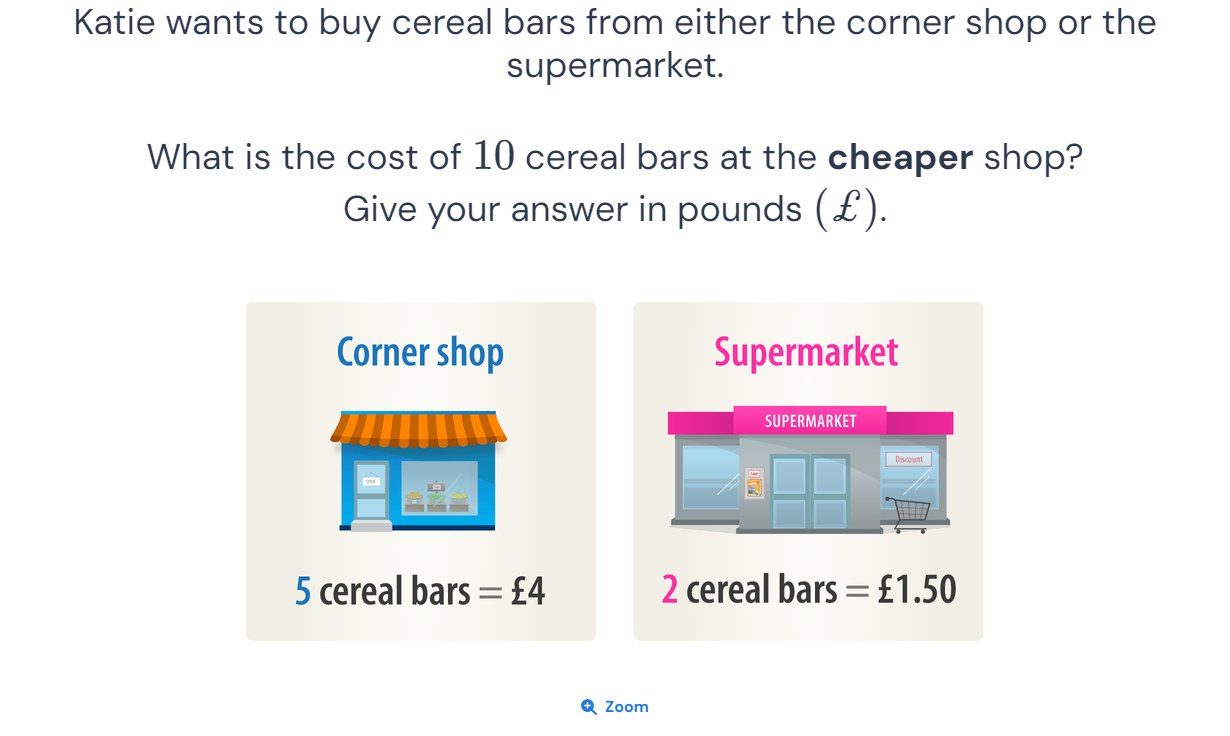 Katie wants to buy cereal bars from either the corner shop or the
supermarket.
What is the cost of 10 cereal bars at the cheaper shop?
Give your answer in pounds (£).
Corner shop
OPEN
5 cereal bars = £4
Supermarket
SUPERMARKET
Discount
2 cereal bars = £1.50
Zoom